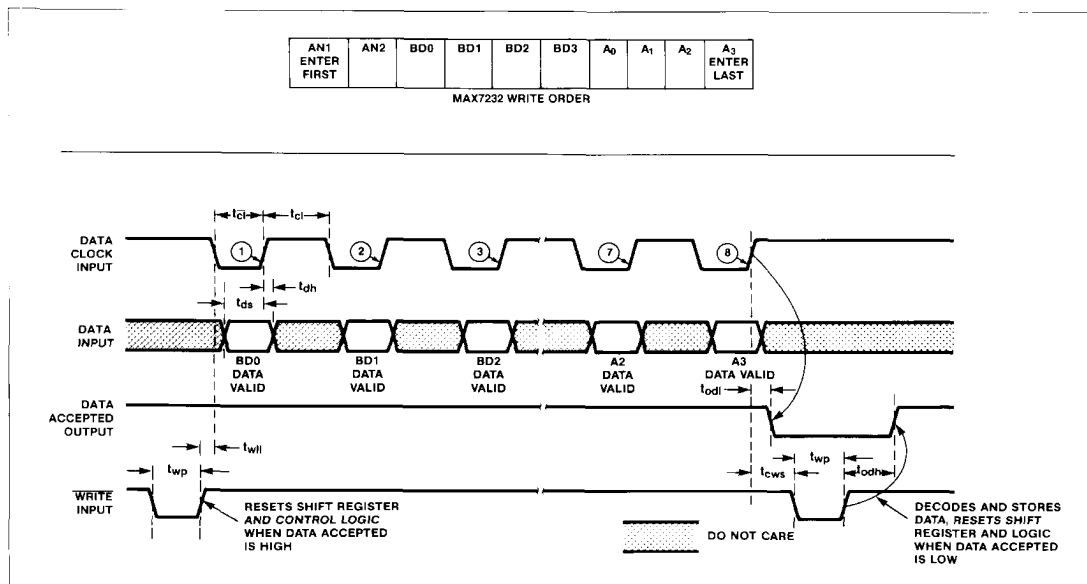 AN1 ENTER FIRST
AN2
BD0
BD1
BD2
BD3
A0
A1
A2
A3 ENTER LAST
MAX7232 WRITE ORDER
DATA CLOCK INPUT
tcl
tcl
1
2
3
7
8
tds
tdh
DATA INPUT
BD0 DATA VALID
BD1 DATA VALID
BD2 DATA VALID
A2 DATA VALID
A3 DATA VALID
DATA ACCEPTED OUTPUT
todl
twll
twp
tcws
twp
todh
WRITE INPUT
RESETS SHIFT REGISTER
AND CONTROL LOGIC
WHEN DATA ACCEPTED
IS HIGH
DO NOT CARE
DECODES AND STORES
DATA, RESETS SHIFT
REGISTER AND LOGIC
WHEN DATA ACCEPTED
IS LOW